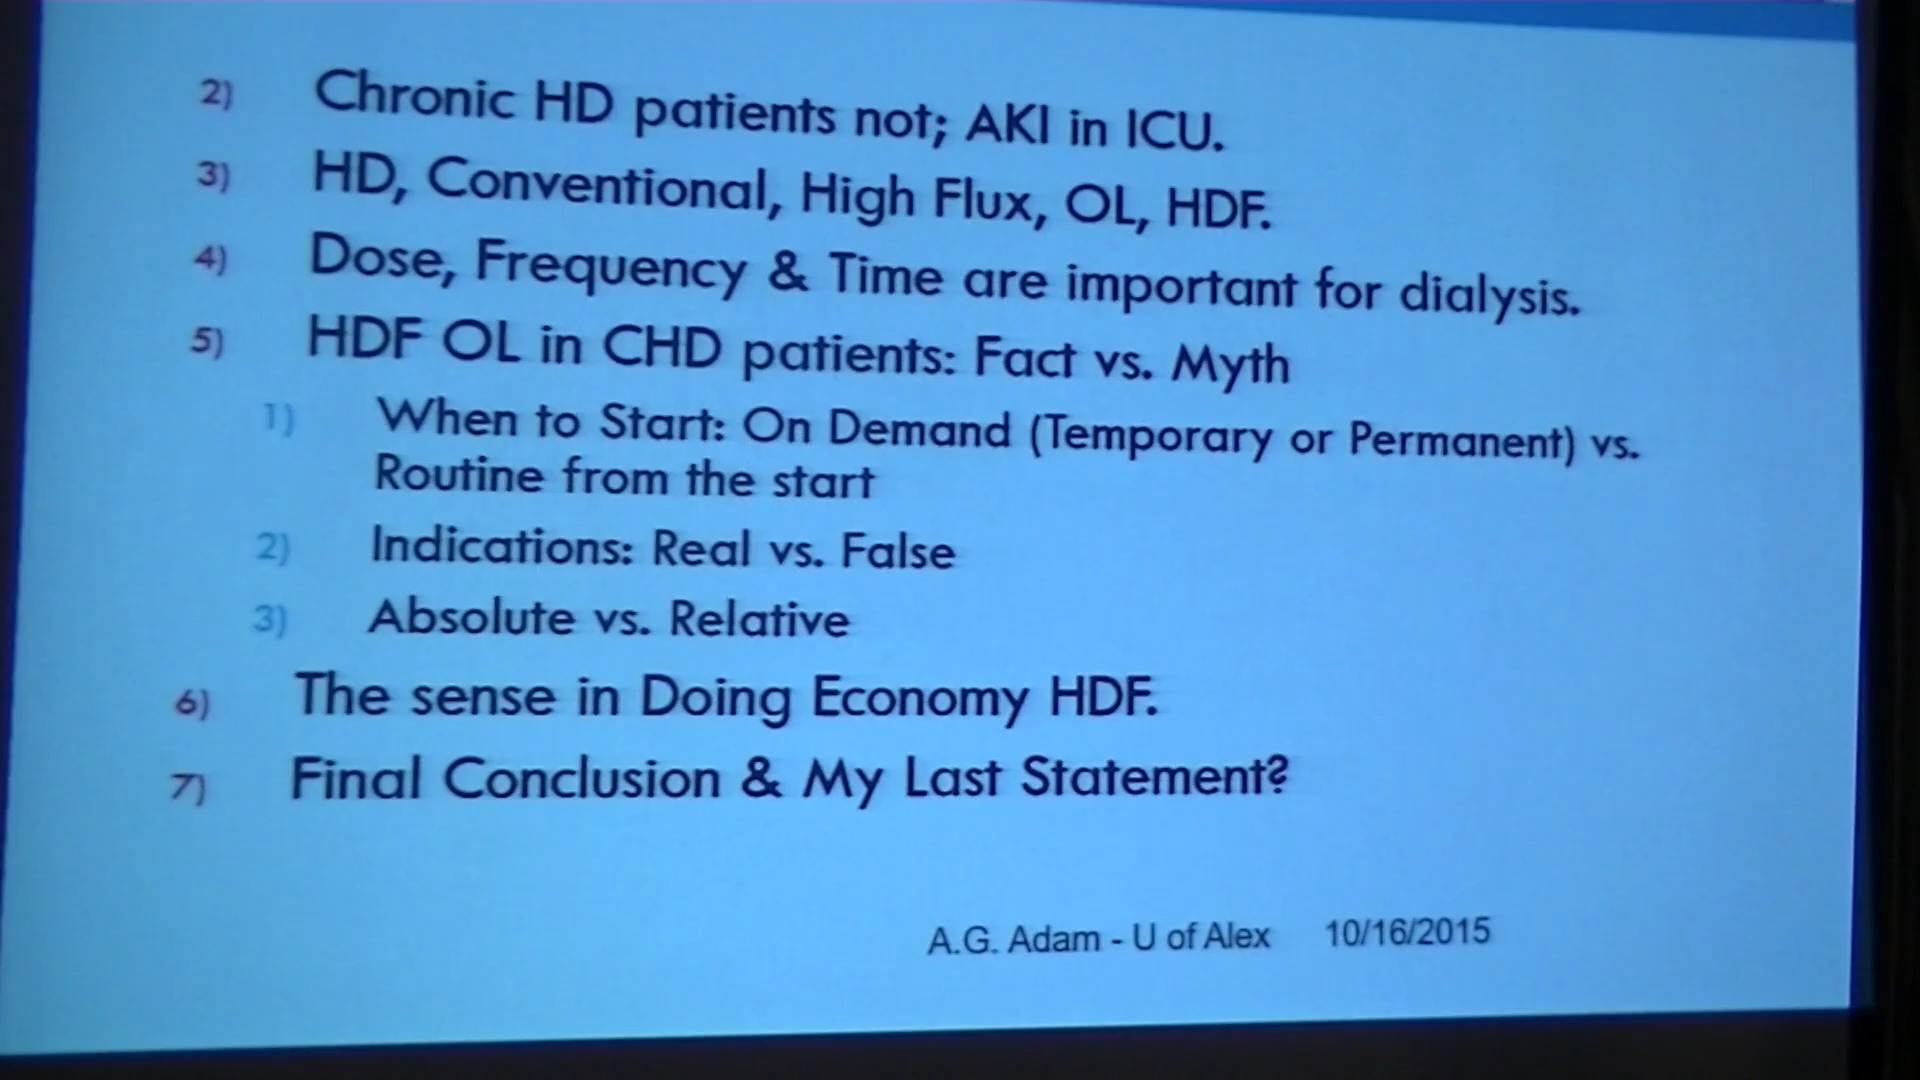 2) Chronic HD patients not; AKI in ICU.
3) HD, Conventional, High Flux, OL, HDF.
4) Dose, Frequency & Time are important for dialysis.
5) HDF OL in CHD patients: Fact vs. Myth
1) When to Start: On Demand (Temporary or Permanent) vs.
Routine from the start
2) Indications: Real vs. False
3) Absolute vs. Relative
6) The sense in Doing Economy HDF.
7) Final Conclusion & My Last Statement?
A.G. Adam - U of Alex 10/16/2015